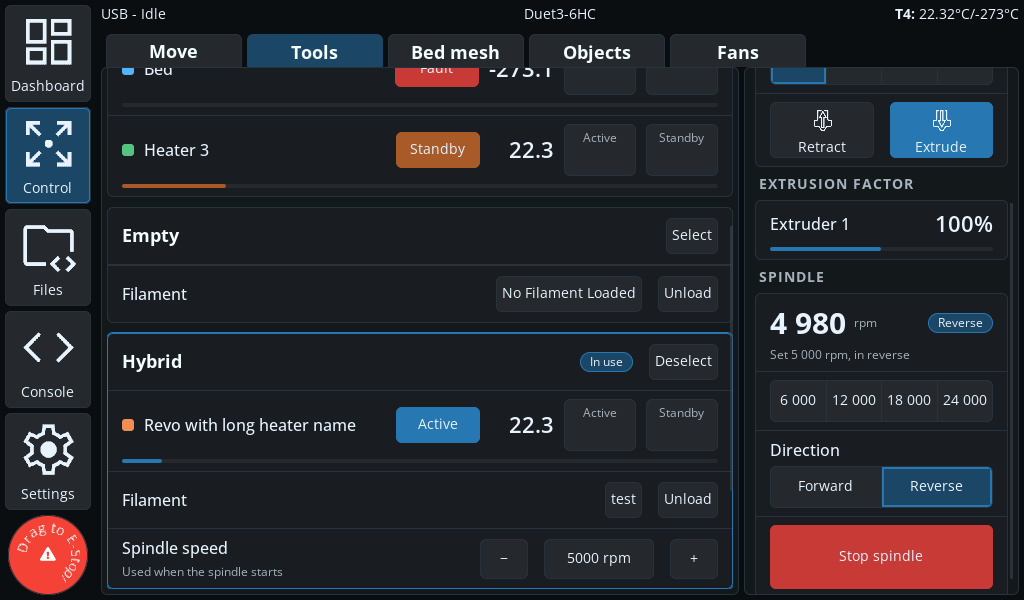 USB - Idle
Duet3-6HC
T4: 22.32°C/-273°C
Dashboard
Control
Files
Console
Settings
Drag to E-Stop!
Move
Tools
Bed mesh
Objects
Fans
Bed
Fault
-273.1
Heater 3
Standby
22.3
Active
Standby
Empty
Select
Filament
No Filament Loaded
Unload
Hybrid
In use
Deselect
Revo with long heater name
Active
22.3
Active
Standby
Filament
test
Unload
Spindle speed
Used when the spindle starts
−
5000 rpm
+
Retract
Extrude
EXTRUSION FACTOR
Extruder 1
100%
SPINDLE
4 980 rpm
Reverse
Set 5 000 rpm, in reverse
6 000
12 000
18 000
24 000
Direction
Forward
Reverse
Stop spindle